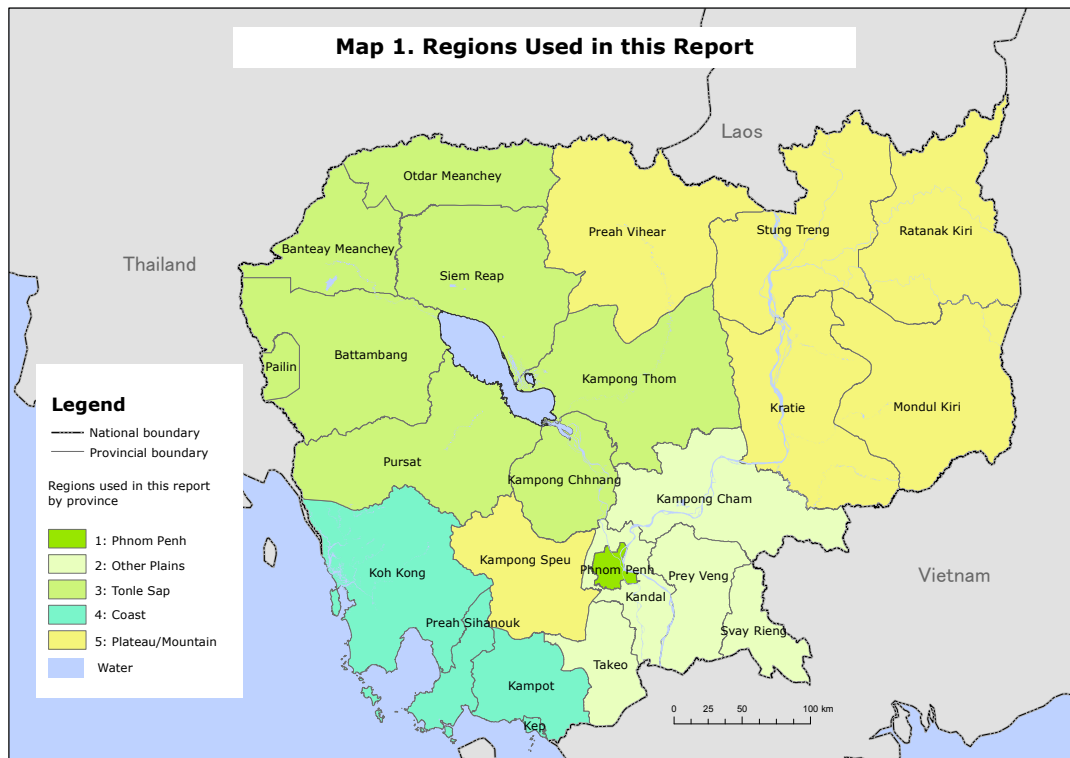 Map 1. Regions Used in this Report
Laos
Otdar Meanchey
Preah Vihear
Stung Treng
Ratanak Kiri
Banteay Meanchey
Thailand
Siem Reap
Battambang
Pailin
Kampong Thom
Kratie
Mondul Kiri
Pursat
Kampong Chhnang
Kampong Cham
Kampong Speu
Phnom Penh
Koh Kong
Prey Veng
Vietnam
Kandal
Preah Sihanouk
Svay Rieng
Takeo
Kampot
Kep
Legend
National boundary
Provincial boundary
Regions used in this report
by province
1: Phnom Penh
2: Other Plains
3: Tonle Sap
4: Coast
5: Plateau/Mountain
Water
0 25 50 100 km